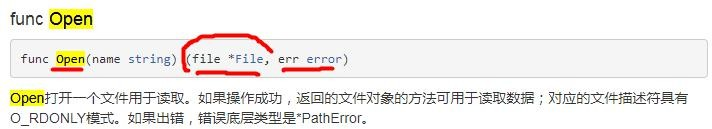 func Open
func Open(name string) (file *File, err error)
Open打开一个文件用于读取。如果操作成功，返回的文件对象的方法可用于读取数据；对应的文件描述符具有
O_RDONLY模式。如果出错，错误底层类型是*PathError。